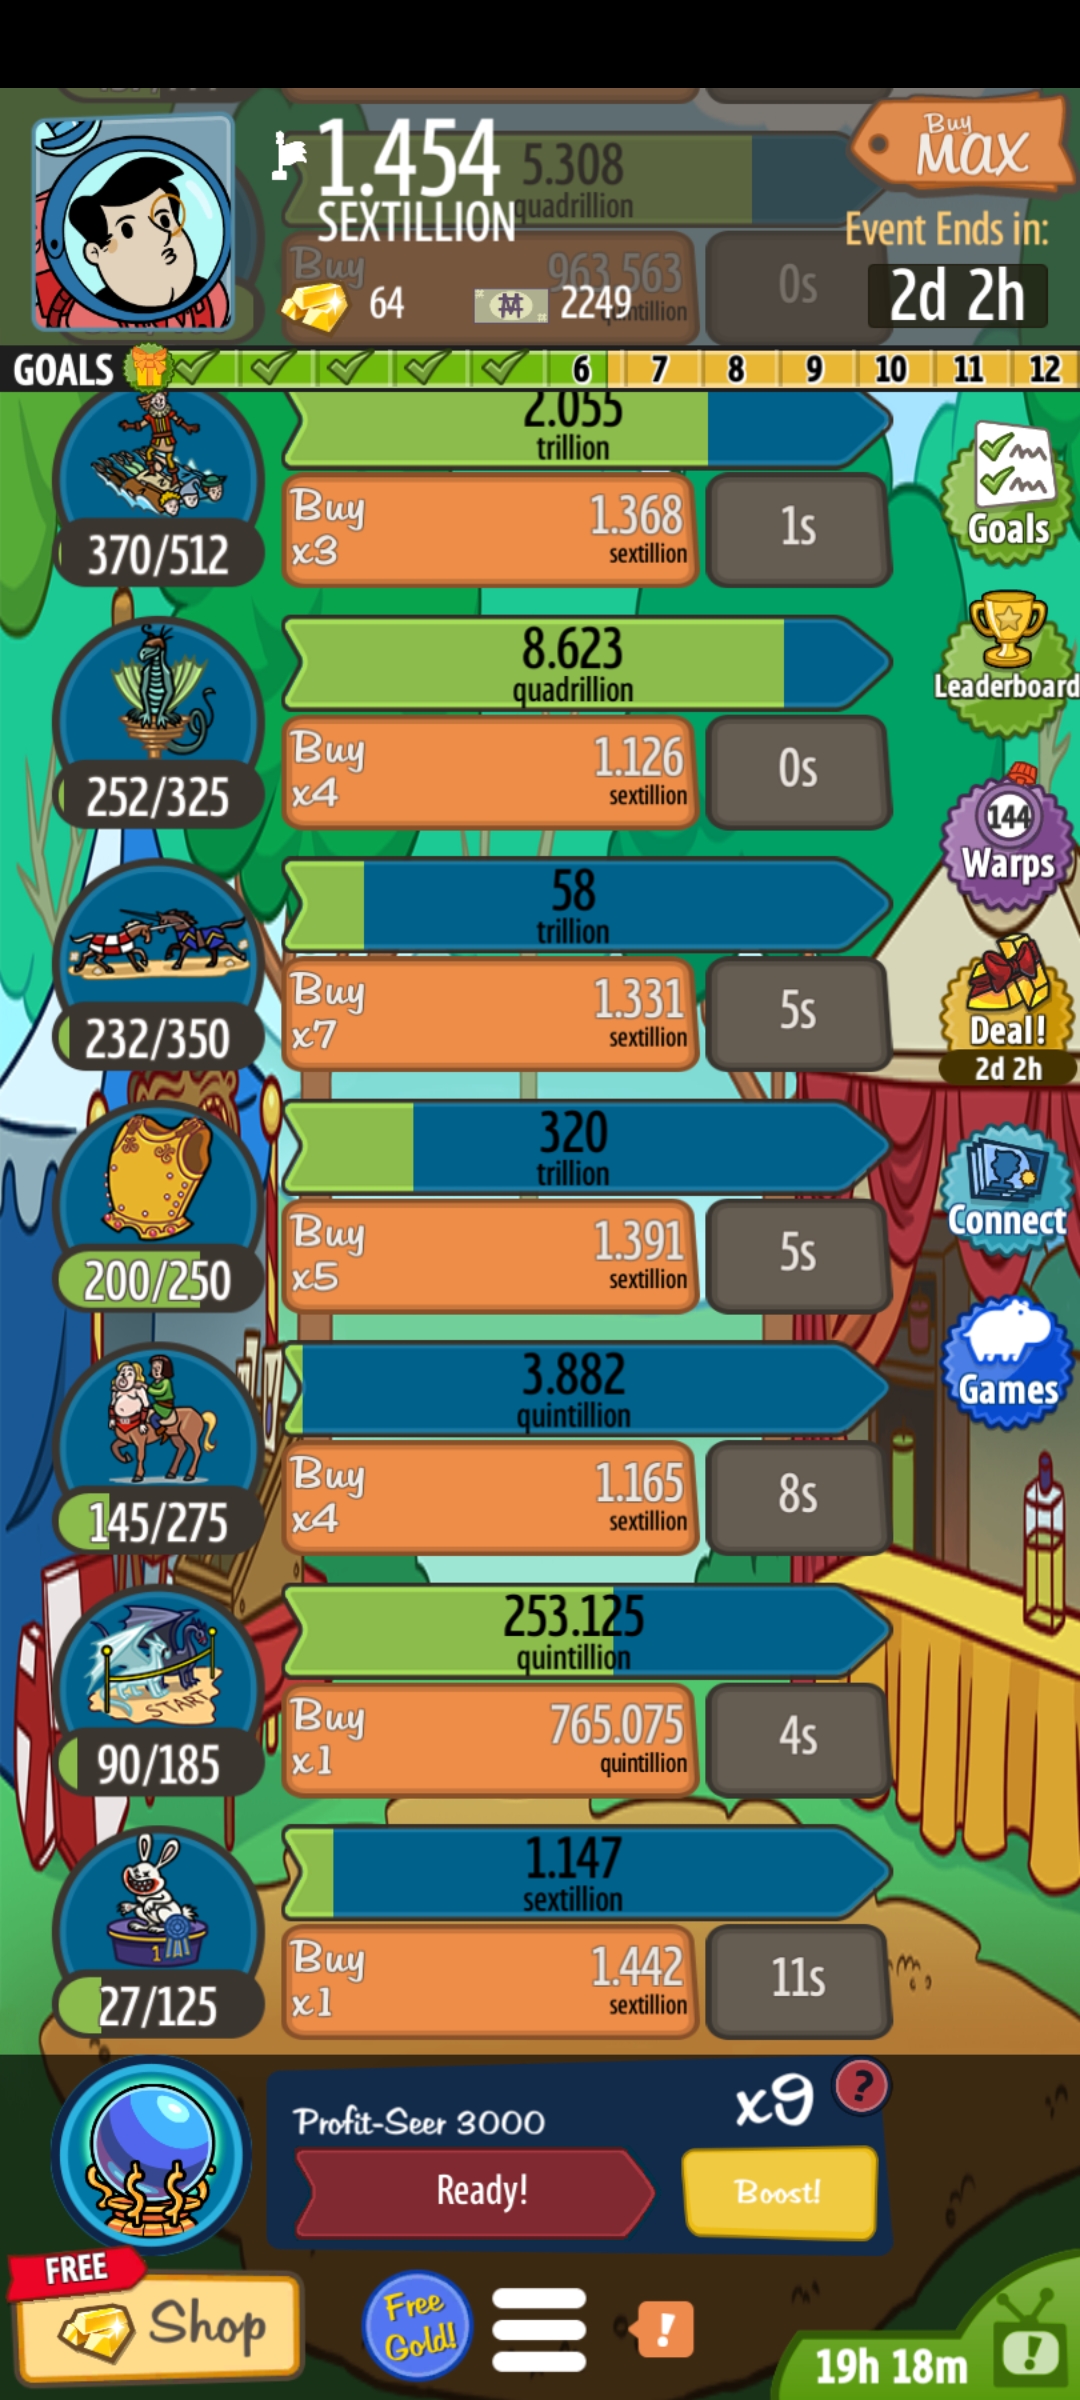 1.454
SEXTILLION
5.308
quadrillion
Buy
MAX
Event Ends in:
2d 2h
Buy
963.563
0s
64
2249
GOALS
6
7
8
9
10
11
12
2.055
trillion
370/512
Buy
x3
1.368
sextillion
1s
Goals
8.623
quadrillion
Leaderboard
252/325
Buy
x4
1.126
sextillion
0s
144
Warps
58
trillion
232/350
Buy
x7
1.331
sextillion
5s
Deal!
2d 2h
320
trillion
200/250
Buy
x5
1.391
sextillion
5s
Connect
3.882
quintillion
145/275
Buy
x4
1.165
sextillion
8s
Games
253.125
quintillion
START
90/185
Buy
x1
765.075
quintillion
4s
1.147
sextillion
1
27/125
Buy
x1
1.442
sextillion
11s
Profit-Seer 3000
x9
?
Ready!
Boost!
FREE
Shop
Free
Gold!
!
19h 18m
!